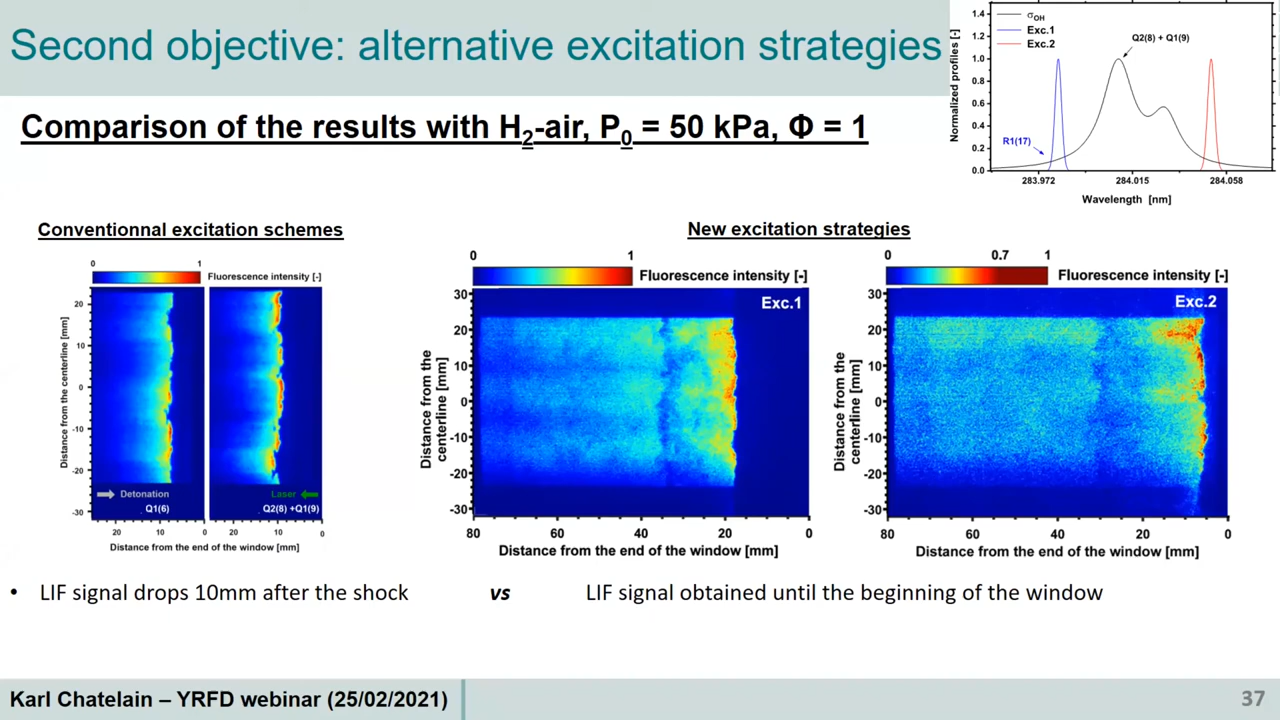 Second objective: alternative excitation strategies
Comparison of the results with H2-air, P0 = 50 kPa, Φ = 1
Normalized profiles [-]
1.4
1.2
1.0
0.8
0.6
0.4
0.2
0.0
σOH
Exc.1
Exc.2
Q2(8) + Q1(9)
R1(17)
283.972
284.015
284.058
Wavelength [nm]
Conventionnal excitation schemes
0
1
Fluorescence intensity [-]
Distance from the centerline [mm]
20
10
0
-10
-20
-30
Detonation
Q1(6)
Laser
Q2(8) +Q1(9)
20
10
0
20
10
0
Distance from the end of the window [mm]
New excitation strategies
0
1
Fluorescence intensity [-]
Exc.1
Distance from the
centerline [mm]
30
20
10
0
-10
-20
-30
80
60
40
20
0
Distance from the end of the window [mm]
0
0.7
1
Fluorescence intensity [-]
Exc.2
Distance from the
centerline [mm]
30
20
10
0
-10
-20
-30
80
60
40
20
0
Distance from the end of the window [mm]
• LIF signal drops 10mm after the shock
vs
LIF signal obtained until the beginning of the window
Karl Chatelain – YRFD webinar (25/02/2021)
37